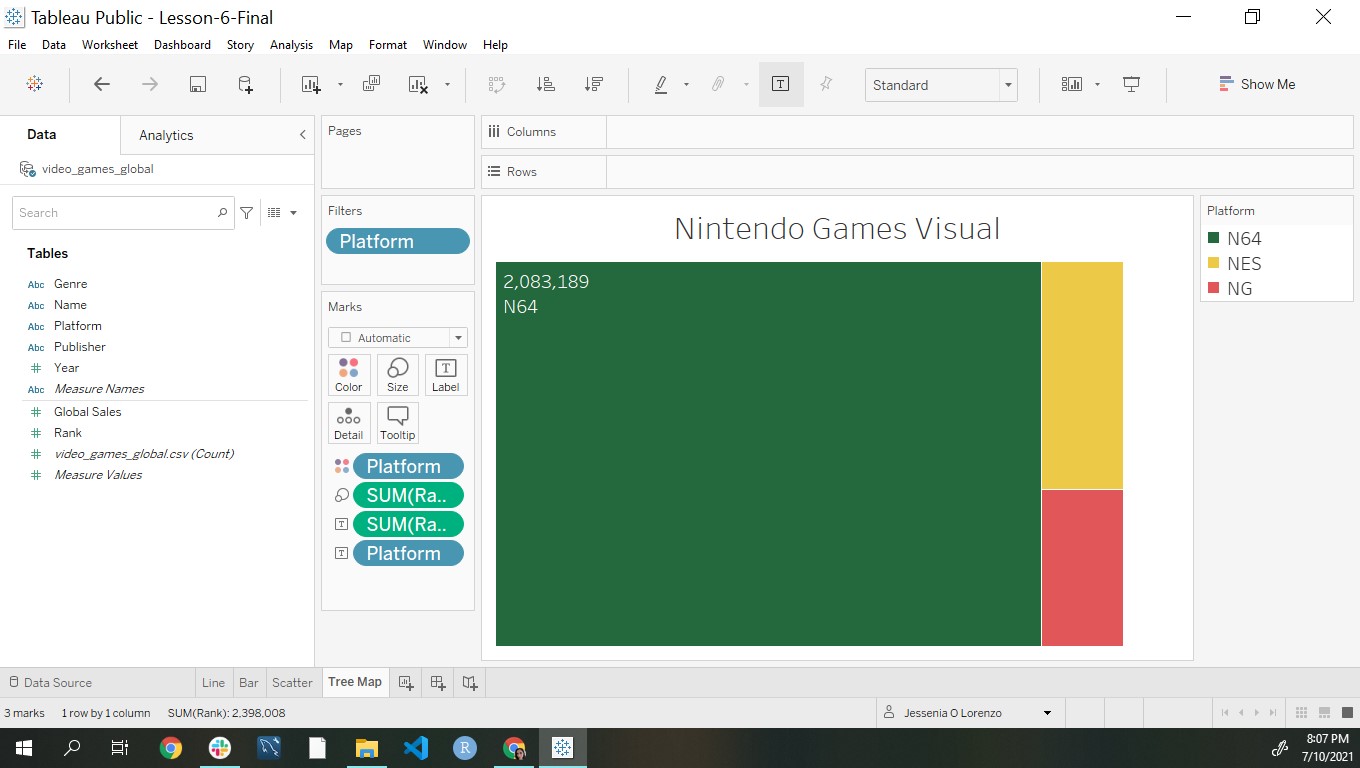 Tableau Public - Lesson-6-Final
File Data Worksheet Dashboard Story Analysis Map Format Window Help
Standard
Show Me
Data Analytics
video_games_global
Search
Tables
Abc Genre
Abc Name
Abc Platform
Abc Publisher
# Year
Abc Measure Names
# Global Sales
# Rank
# video_games_global.csv (Count)
# Measure Values
Pages
Filters
Platform
Marks
Automatic
Color Size Label
Detail Tooltip
Platform
SUM(Ra..
SUM(Ra..
Platform
Columns
Rows
Nintendo Games Visual
2,083,189
N64
Platform
N64
NES
NG
Data Source Line Bar Scatter Tree Map
3 marks 1 row by 1 column SUM(Rank): 2,398,008 Jessenia O Lorenzo
8:07 PM
7/10/2021